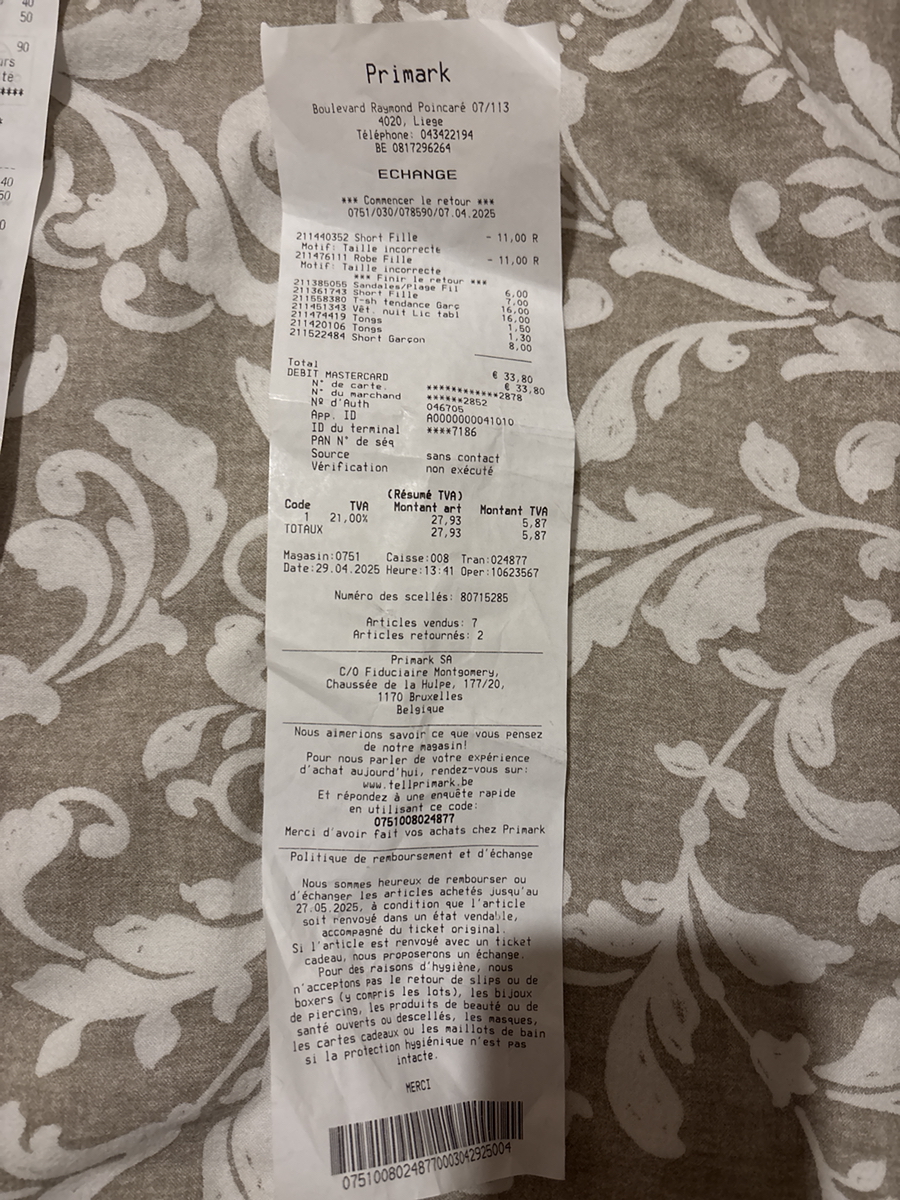 40
50
90
urs
te
****
*
40
50
0
Primark
Boulevard Raymond Poincaré 07/113
4020, Liege
Téléphone: 043422194
BE 0817296264
ECHANGE
*** Commencer le retour ***
0751/030/078590/07.04.2025
211440352 Short Fille - 11,00 R
Motif: Taille incorrecte
211476111 Robe Fille - 11,00 R
Motif: Taille incorrecte
*** Finir le retour ***
211385055 Sandales/Plage Fil 6,00
211361743 Short Fille 7,00
211558380 T-sh tendance Garc 16,00
211451343 Vêt. nuit Lic tabl 16,00
211474419 Tongs 1,50
211420106 Tongs 1,30
211522484 Short Garçon 8,00
Total € 33,80
DEBIT MASTERCARD € 33,80
N° de carte. ************2878
N° du marchand ******2852
Nº d'Auth 046705
App. ID A0000000041010
ID du terminal ****7186
PAN N° de séq
Source sans contact
Vérification non exécuté
(Résumé TVA)
Code TVA Montant art Montant TVA
1 21,00% 27,93 5,87
TOTAUX 27,93 5,87
Magasin:0751 Caisse:008 Tran:024877
Date:29.04.2025 Heure:13:41 Oper:10623567
Numéro des scellés: 80715285
Articles vendus: 7
Articles retournés: 2
Primark SA
C/O Fiduciaire Montgomery,
Chaussée de la Hulpe, 177/20,
1170 Bruxelles
Belgique
Nous aimerions savoir ce que vous pensez
de notre magasin!
Pour nous parler de votre expérience
d'achat aujourd'hui, rendez-vous sur:
www.tellprimark.be
Et répondez à une enquête rapide
en utilisant ce code:
0751008024877
Merci d'avoir fait vos achats chez Primark
Politique de remboursement et d'échange
Nous sommes heureux de rembourser ou
d'échanger les articles achetés jusqu'au
27.05.2025, à condition que l'article
soit renvoyé dans un état vendable,
accompagné du ticket original.
Si l'article est renvoyé avec un ticket
cadeau, nous proposerons un échange.
Pour des raisons d'hygiène, nous
n'acceptons pas le retour de slips ou de
boxers (y compris les lots), les bijoux
de piercing, les produits de beauté ou de
santé ouverts ou descellés, les masques,
les cartes cadeaux ou les maillots de bain
si la protection hygiénique n'est pas
intacte.
MERCI
07510080248770003042925004